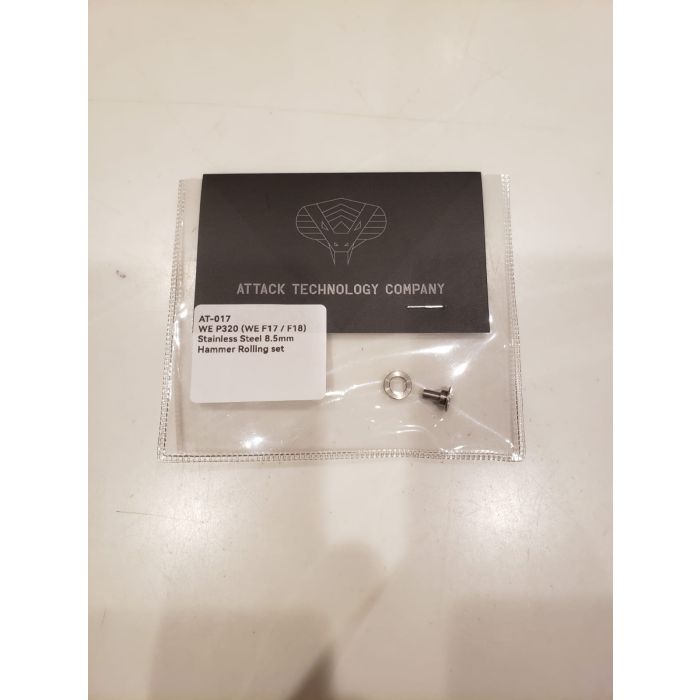 ATTACK TECHNOLOGY COMPANY
AT-017
WE P320 (WE F17 / F18)
Stainless Steel 8.5mm
Hammer Rolling set